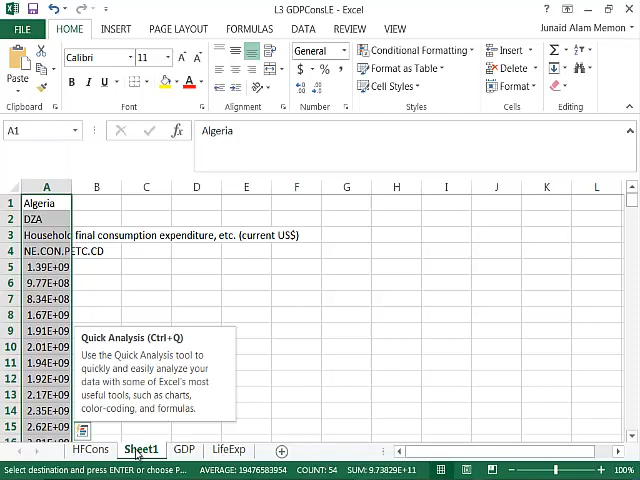 L3 GDPConsLE - Excel
FILE HOME INSERT PAGE LAYOUT FORMULAS DATA REVIEW VIEW Junaid Alam Memon
Paste
Calibri 11
B I U
General
$ % ,
Conditional Formatting
Format as Table
Cell Styles
Insert
Delete
Format
Clipboard Font Alignment Number Styles Cells Editing
A1 fx Algeria
A B C D E F G H I J K L
1 Algeria
2 DZA
3 Household final consumption expenditure, etc. (current US$)
4 NE.CON.PETC.CD
5 1.39E+09
6 9.77E+08
7 8.34E+08
8 1.67E+09
9 1.91E+09
10 2.01E+09
11 1.94E+09
12 1.92E+09
13 2.17E+09
14 2.35E+09
15 2.62E+09
Quick Analysis (Ctrl+Q)
Use the Quick Analysis tool to
quickly and easily analyze your
data with some of Excel's most
useful tools, such as charts,
color-coding, and formulas.
HFCons Sheet1 GDP LifeExp
Select destination and press ENTER or choose P... AVERAGE: 19476583954 COUNT: 54 SUM: 9.73829E+11 100%